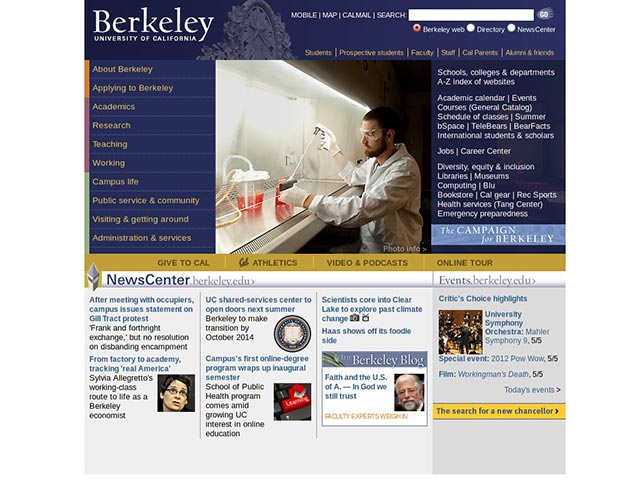 Berkeley
UNIVERSITY OF CALIFORNIA
MOBILE | MAP | CALMAIL | SEARCH:
GO
Berkeley web Directory NewsCenter
Students | Prospective students | Faculty | Staff | Cal Parents | Alumni & friends
About Berkeley
Applying to Berkeley
Academics
Research
Teaching
Working
Campus life
Public service & community
Visiting & getting around
Administration & services
Photo info >
Schools, colleges & departments
A-Z index of websites
Academic calendar | Events
Courses (General Catalog)
Schedule of classes | Summer
bSpace | TeleBears | BearFacts
International students & scholars
Jobs | Career Center
Diversity, equity & inclusion
Libraries | Museums
Computing | Blu
Bookstore | Cal gear | Rec Sports
Health services (Tang Center)
Emergency preparedness
The CAMPAIGN
for BERKELEY
GIVE TO CAL
Cal ATHLETICS
VIDEO & PODCASTS
ONLINE TOUR
NewsCenter.berkeley.edu›
Events.berkeley.edu›
After meeting with occupiers,
campus issues statement on
Gill Tract protest
'Frank and forthright
exchange,' but no resolution
on disbanding encampment
From factory to academy,
tracking 'real America'
Sylvia Allegretto's
working-class
route to life as a
Berkeley
economist
UC shared-services center to
open doors next summer
Berkeley to make
transition by
October 2014
Campus's first online-degree
program wraps up inaugural
semester
School of Public
Health program
comes amid
growing UC
interest in online
education
Learning
Scientists core into Clear
Lake to explore past climate
change
Haas shows off its foodie
side
THE Berkeley Blog
Faith and the U.S.
of A. — In God we
still trust
FACULTY EXPERTS WEIGH IN
Critic's Choice highlights
University
Symphony
Orchestra: Mahler
Symphony 9, 5/5
Special event: 2012 Pow Wow, 5/5
Film: Workingman's Death, 5/5
Today's events >
The search for a new chancellor ›